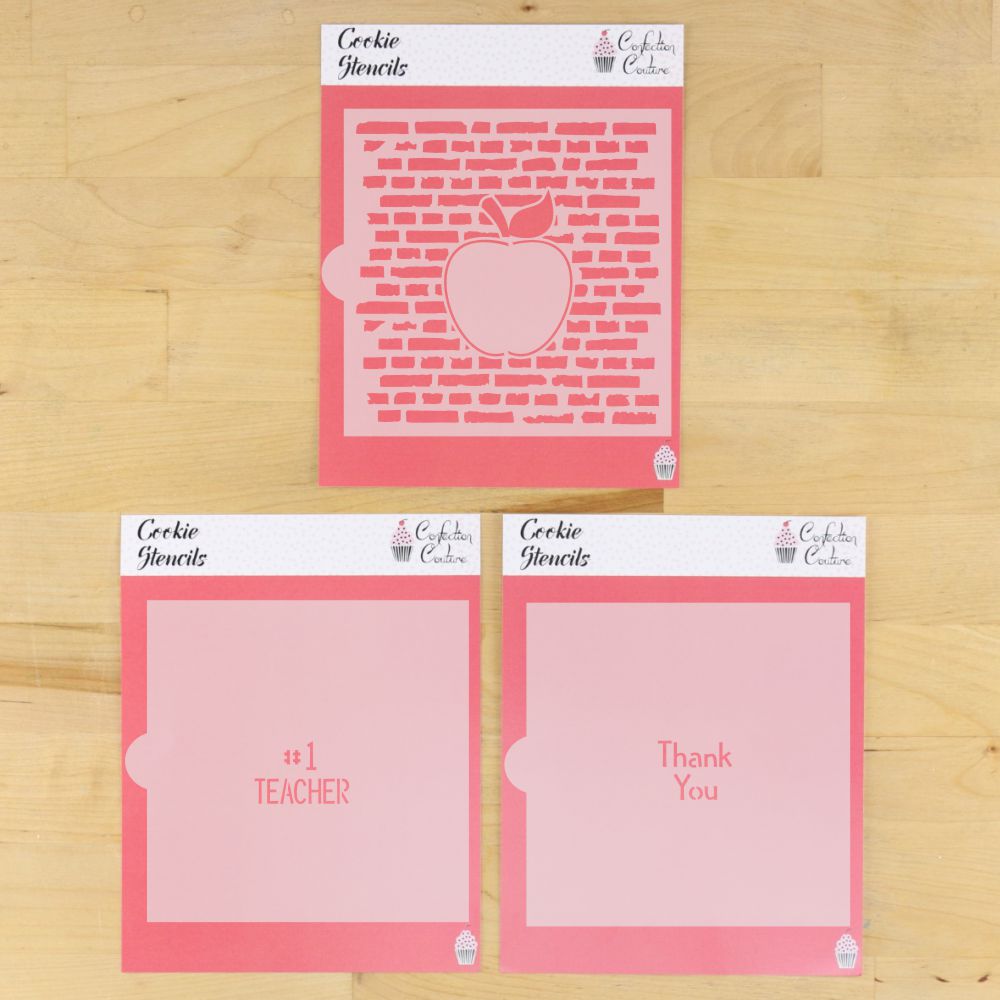 Cookie
Stencils
Confection
Couture
Cookie
Stencils
Confection
Couture
#1
TEACHER
Cookie
Stencils
Confection
Couture
Thank
You